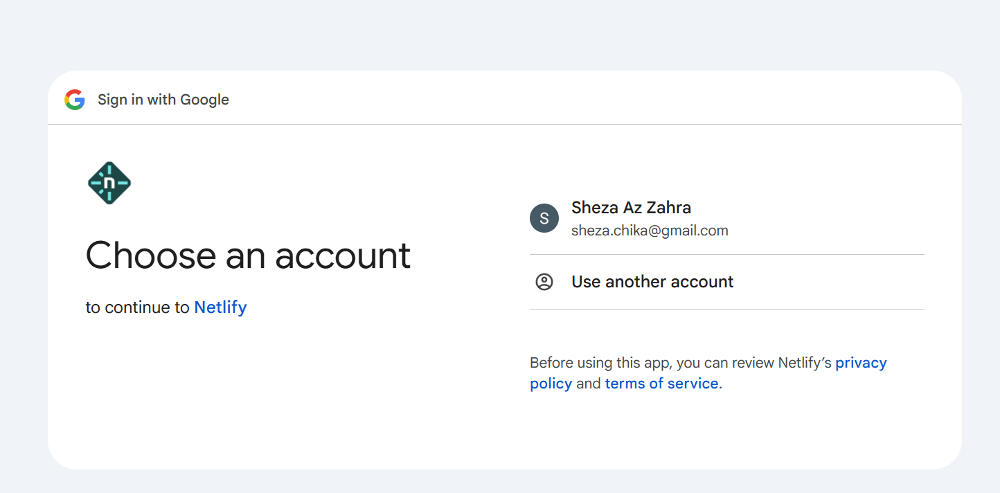 Sign in with Google
n
Choose an account
to continue to Netlify
S
Sheza Az Zahra
sheza.chika@gmail.com
Use another account
Before using this app, you can review Netlify’s privacy
policy and terms of service.